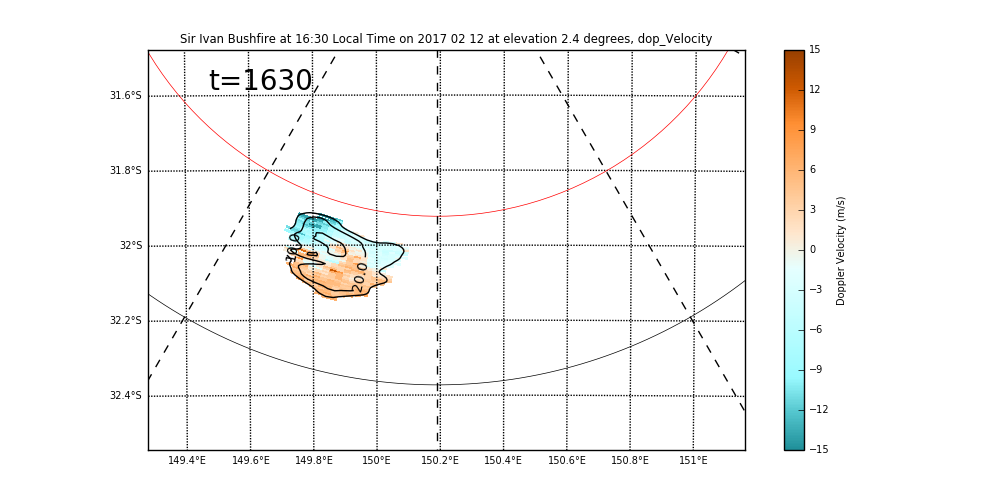 Sir Ivan Bushfire at 16:30 Local Time on 2017 02 12 at elevation 2.4 degrees, dop_Velocity
t=1630
31.6°S
31.8°S
32°S
32.2°S
32.4°S
149.4°E 149.6°E 149.8°E 150°E 150.2°E 150.4°E 150.6°E 150.8°E 151°E
20.0
15
12
9
6
3
0
−3
−6
−9
−12
−15
Doppler Velocity (m/s)